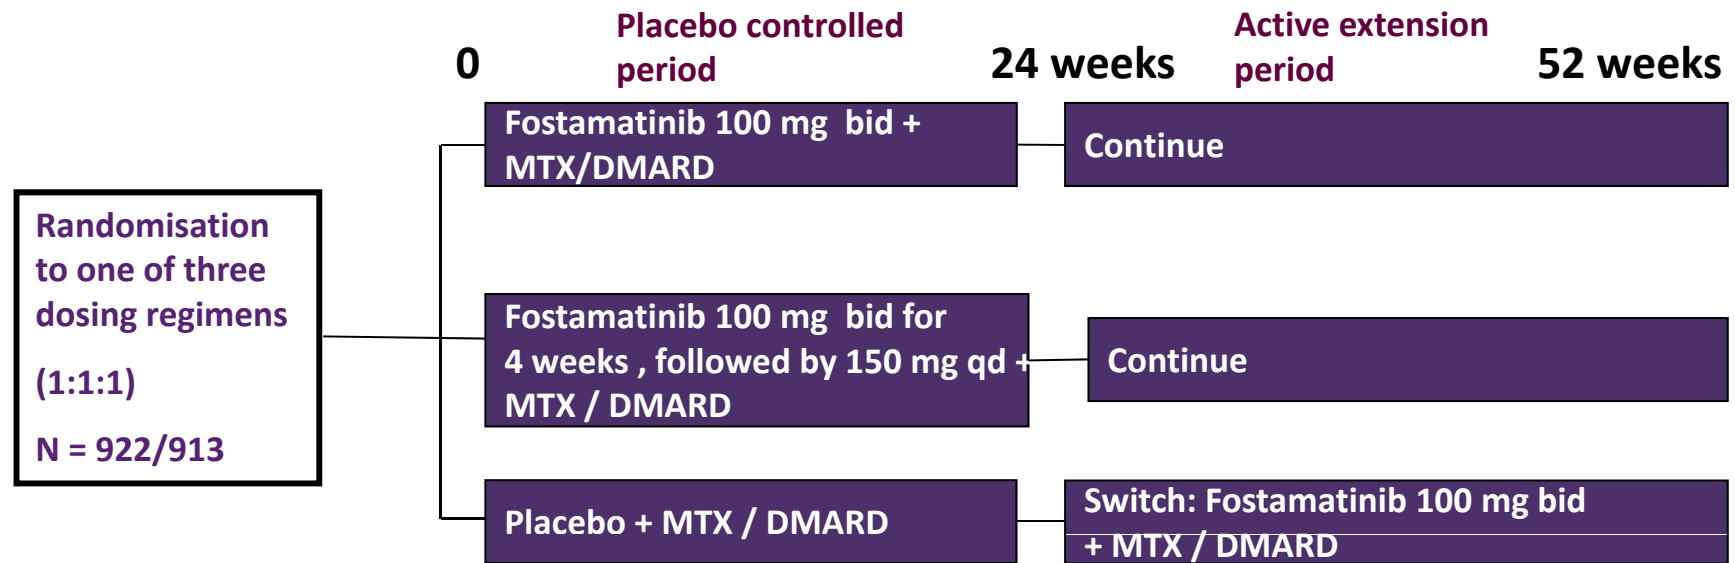 Placebo controlled
period
Active extension
period
0
24 weeks
52 weeks
Randomisation
to one of three
dosing regimens
(1:1:1)
N = 922/913
Fostamatinib 100 mg  bid +
MTX/DMARD
Continue
Fostamatinib 100 mg  bid for
4 weeks , followed by 150 mg qd +
MTX / DMARD
Continue
Placebo + MTX / DMARD
Switch: Fostamatinib 100 mg bid
+ MTX / DMARD